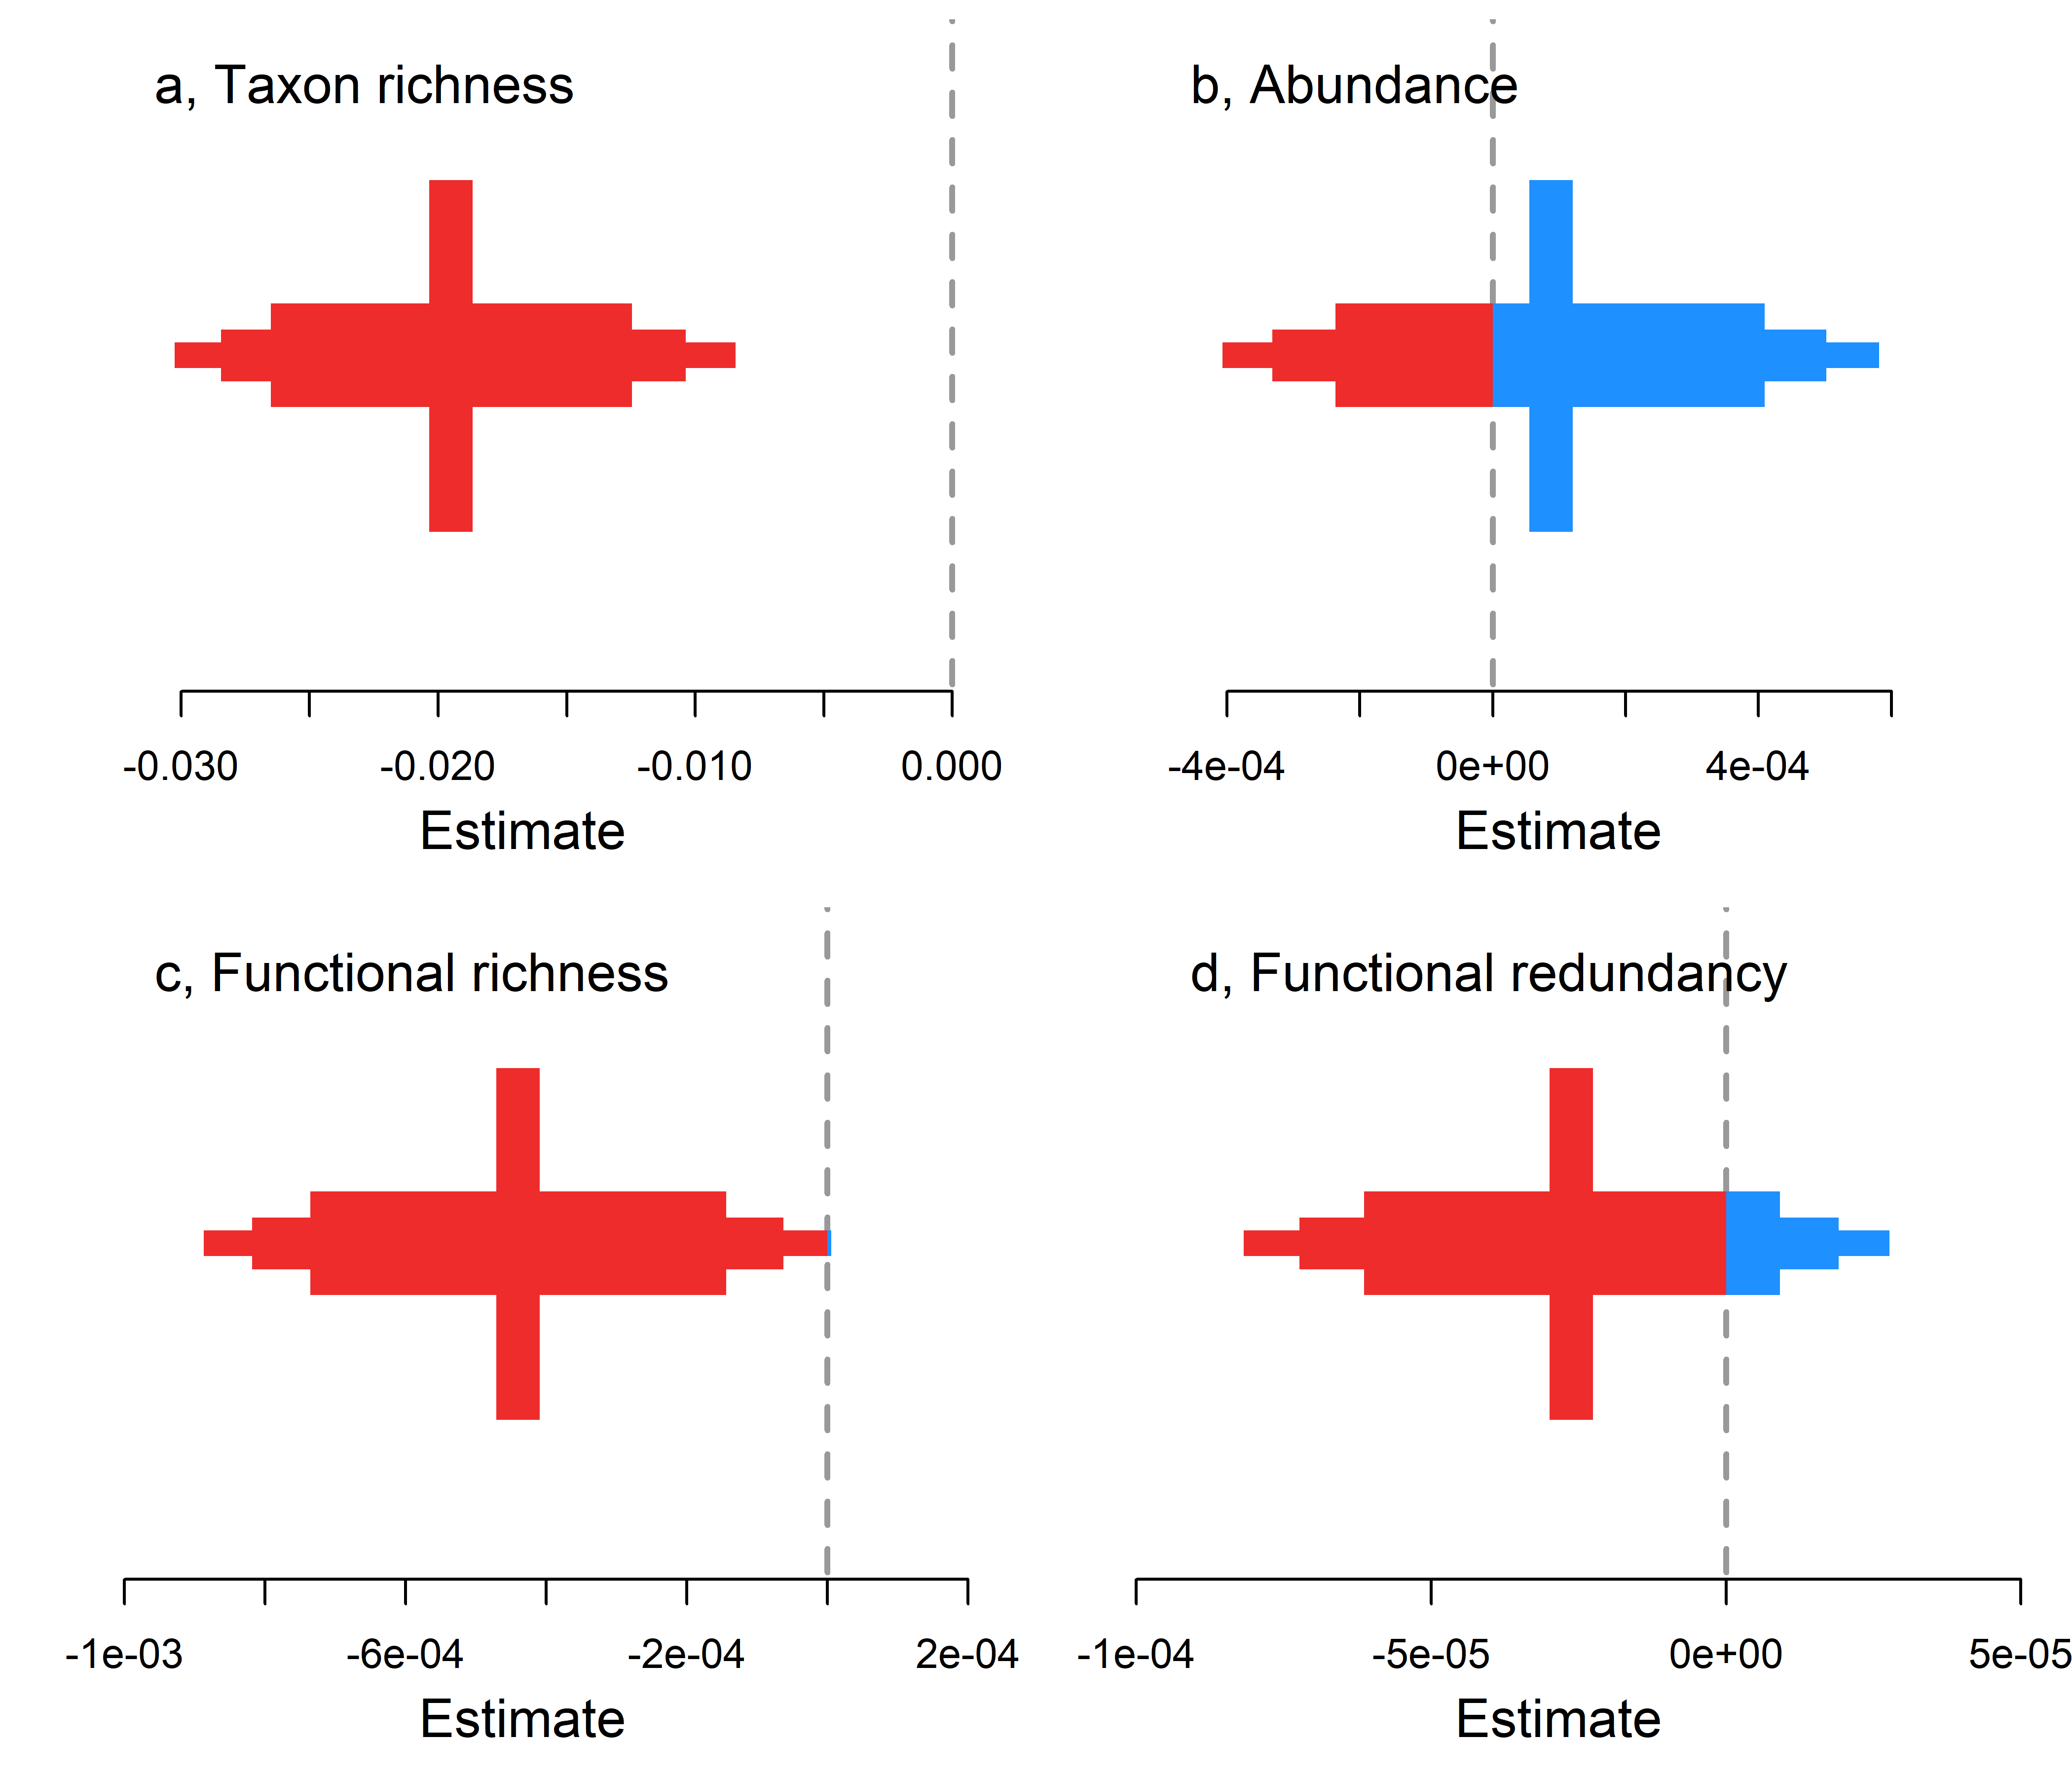 a, Taxon richness
-0.030 -0.020 -0.010 0.000
Estimate
b, Abundance
-4e-04 0e+00 4e-04
Estimate
c, Functional richness
-1e-03 -6e-04 -2e-04 2e-04
Estimate
d, Functional redundancy
-1e-04 -5e-05 0e+00 5e-05
Estimate